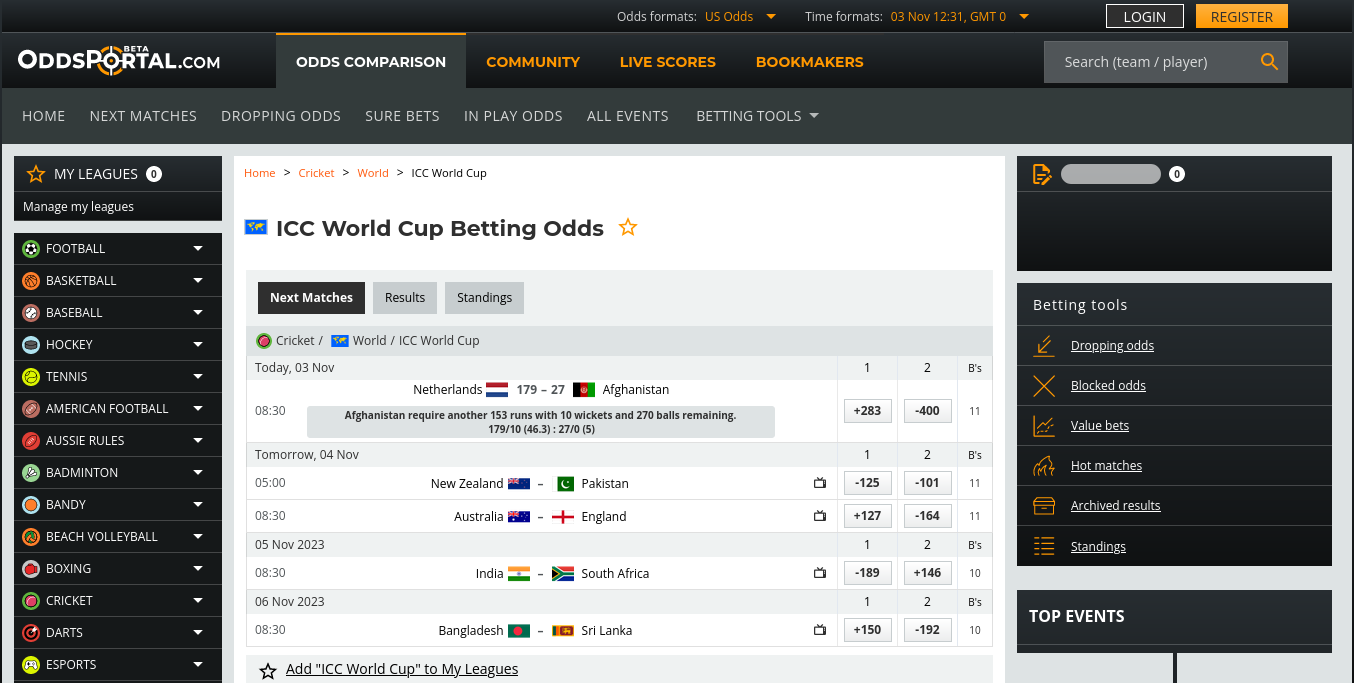 Odds formats: US Odds Time formats: 03 Nov 12:31, GMT 0 LOGIN REGISTER
ODDSPORTAL.COM BETA ODDS COMPARISON COMMUNITY LIVE SCORES BOOKMAKERS Search (team / player)
HOME NEXT MATCHES DROPPING ODDS SURE BETS IN PLAY ODDS ALL EVENTS BETTING TOOLS
MY LEAGUES 0
Manage my leagues
FOOTBALL
BASKETBALL
BASEBALL
HOCKEY
TENNIS
AMERICAN FOOTBALL
AUSSIE RULES
BADMINTON
BANDY
BEACH VOLLEYBALL
BOXING
CRICKET
DARTS
ESPORTS
Home > Cricket > World > ICC World Cup
ICC World Cup Betting Odds
Next Matches Results Standings
Cricket / World / ICC World Cup
Today, 03 Nov 1 2 B's
Netherlands 179 – 27 Afghanistan
08:30 +283 -400 11
Afghanistan require another 153 runs with 10 wickets and 270 balls remaining.
179/10 (46.3) : 27/0 (5)
Tomorrow, 04 Nov 1 2 B's
05:00 New Zealand – Pakistan -125 -101 11
08:30 Australia – England +127 -164 11
05 Nov 2023 1 2 B's
08:30 India – South Africa -189 +146 10
06 Nov 2023 1 2 B's
08:30 Bangladesh – Sri Lanka +150 -192 10
Add "ICC World Cup" to My Leagues
0
Betting tools
Dropping odds
Blocked odds
Value bets
Hot matches
Archived results
Standings
TOP EVENTS